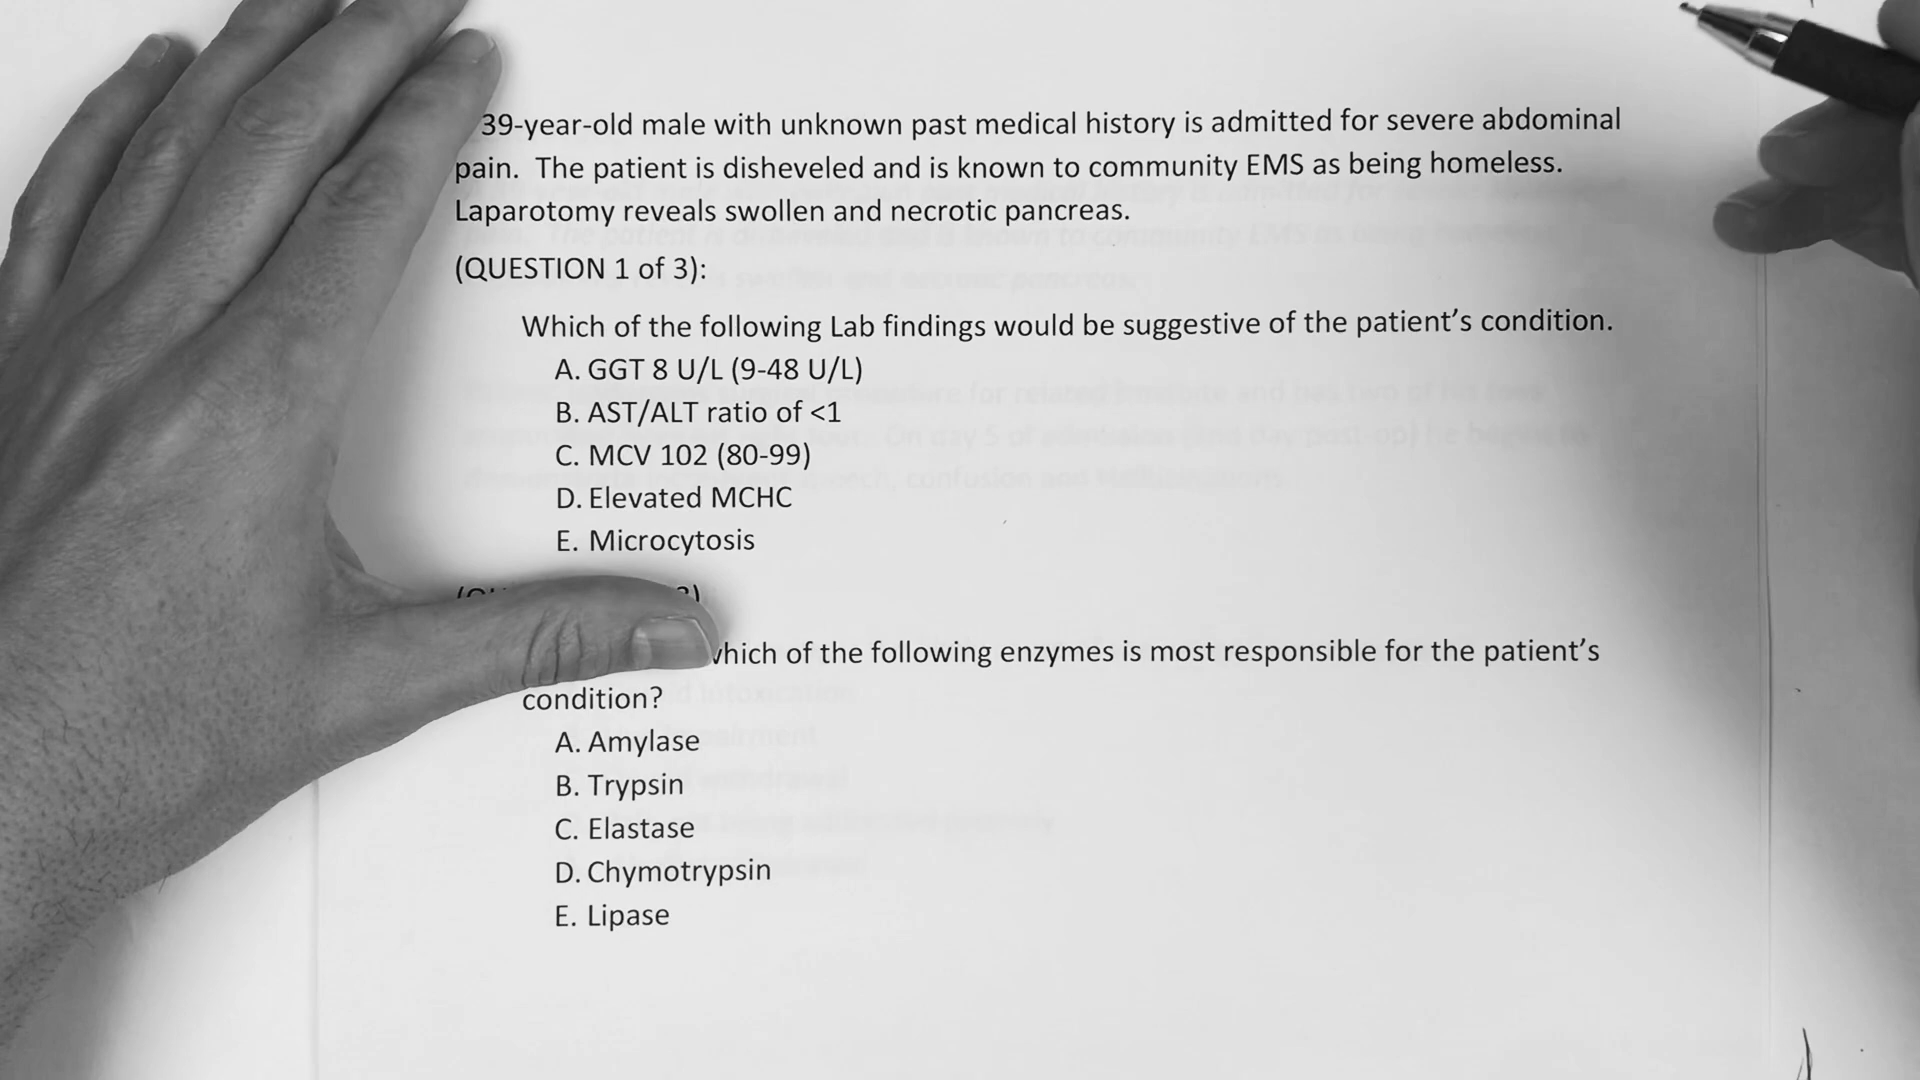 39-year-old male with unknown past medical history is admitted for severe abdominal
pain. The patient is disheveled and is known to community EMS as being homeless.
Laparotomy reveals swollen and necrotic pancreas.
(QUESTION 1 of 3):
Which of the following Lab findings would be suggestive of the patient's condition.
A. GGT 8 U/L (9-48 U/L)
B. AST/ALT ratio of <1
C. MCV 102 (80-99)
D. Elevated MCHC
E. Microcytosis
which of the following enzymes is most responsible for the patient's
condition?
A. Amylase
B. Trypsin
C. Elastase
D. Chymotrypsin
E. Lipase